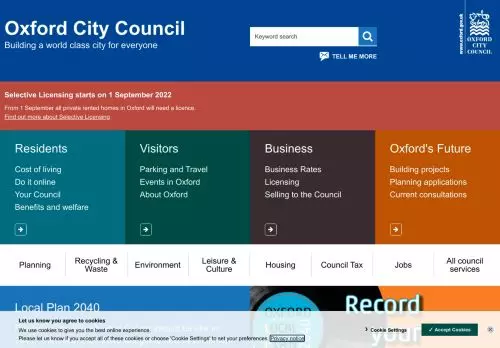 Oxford City Council
Building a world class city for everyone
Keyword search
TELL ME MORE
www.oxford.gov.uk
OXFORD
CITY
COUNCIL
Selective Licensing starts on 1 September 2022
From 1 September all private rented homes in Oxford will need a licence.
Find out more about Selective Licensing
Residents
Cost of living
Do it online
Your Council
Benefits and welfare
Visitors
Parking and Travel
Events in Oxford
About Oxford
Business
Business Rates
Licensing
Selling to the Council
Oxford's Future
Building projects
Planning applications
Current consultations
Planning
Recycling &
Waste
Environment
Leisure &
Culture
Housing
Council Tax
Jobs
All council
services
Local Plan 2040
OXFORD
Record
your
Let us know you agree to cookies
We use cookies to give you the best online experience.
Please let us know if you accept all of these cookies or choose 'Cookie Settings' to set your preferences. Privacy notice
Cookie Settings
✓ Accept Cookies